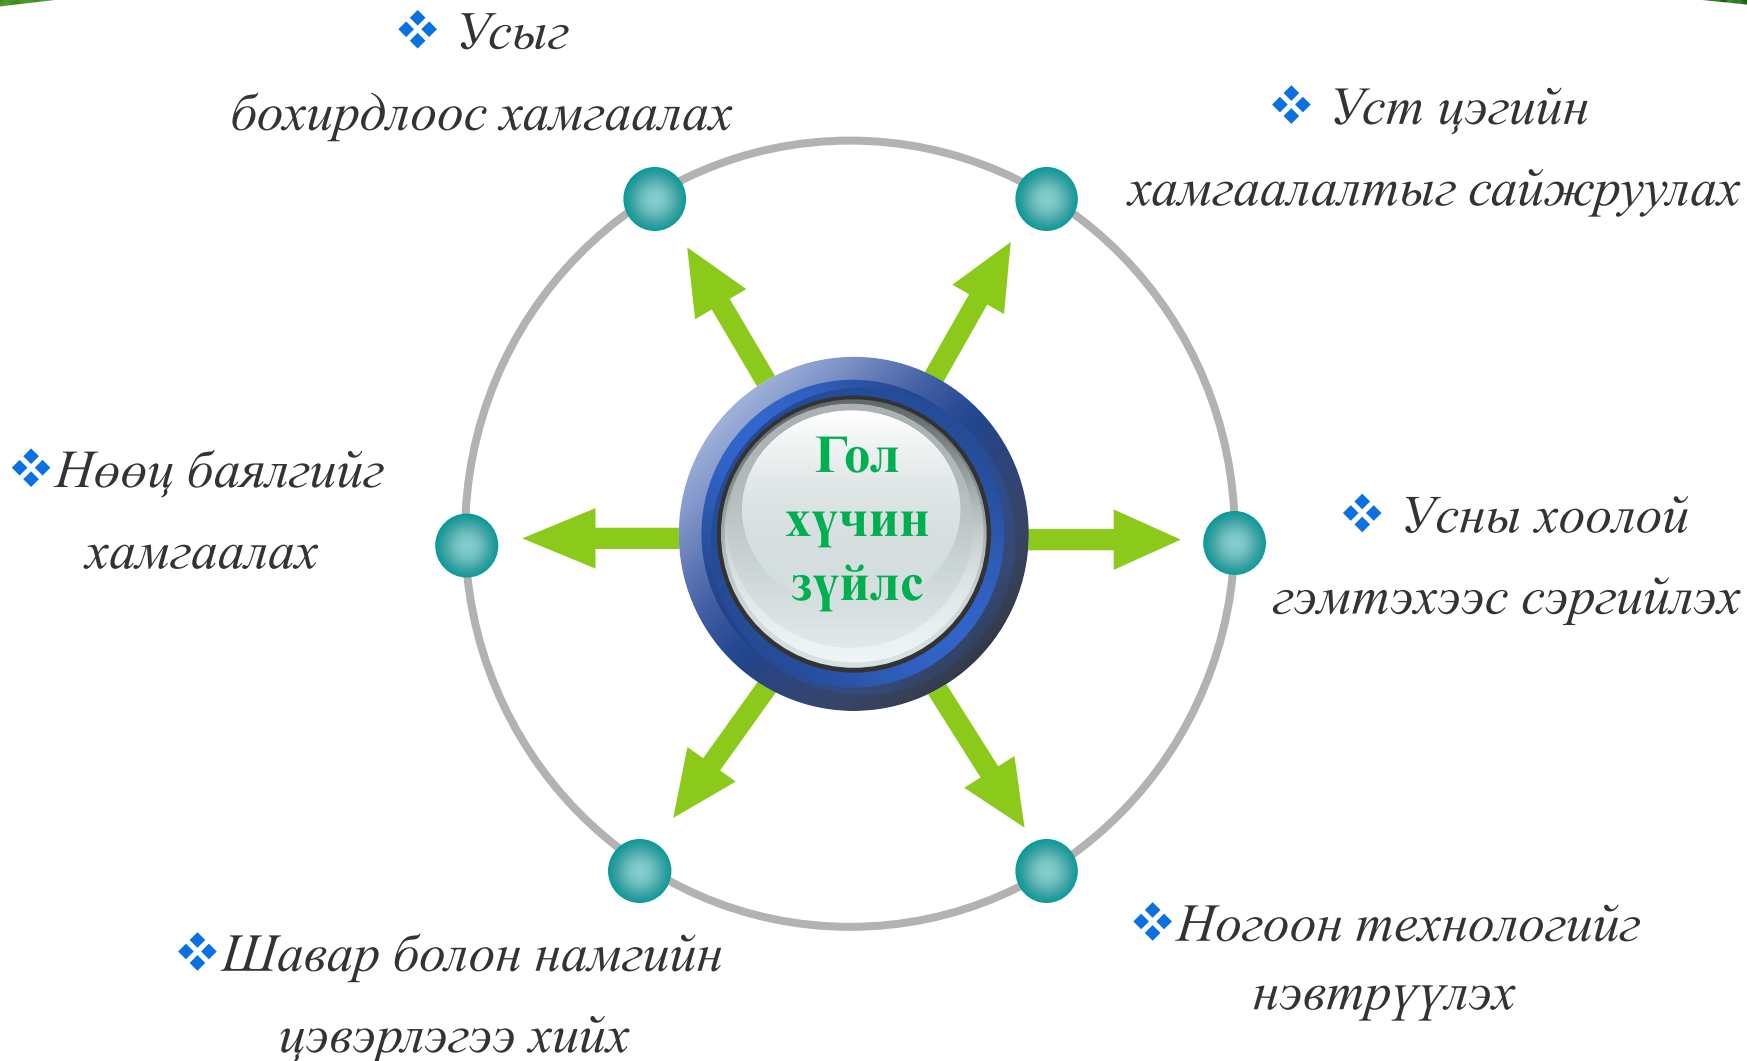 Усыг
бохирдлоос хамгаалах
Уст цэгийн
хамгаалалтыг сайжруулах
Гол
хүчин
зүйлс
Нөөц баялгийг
хамгаалах
Усны хоолой
гэмтэхээс сэргийлэх
Шавар болон намгийн
цэвэрлэгээ хийх
Ногоон технологийг
нэвтрүүлэх